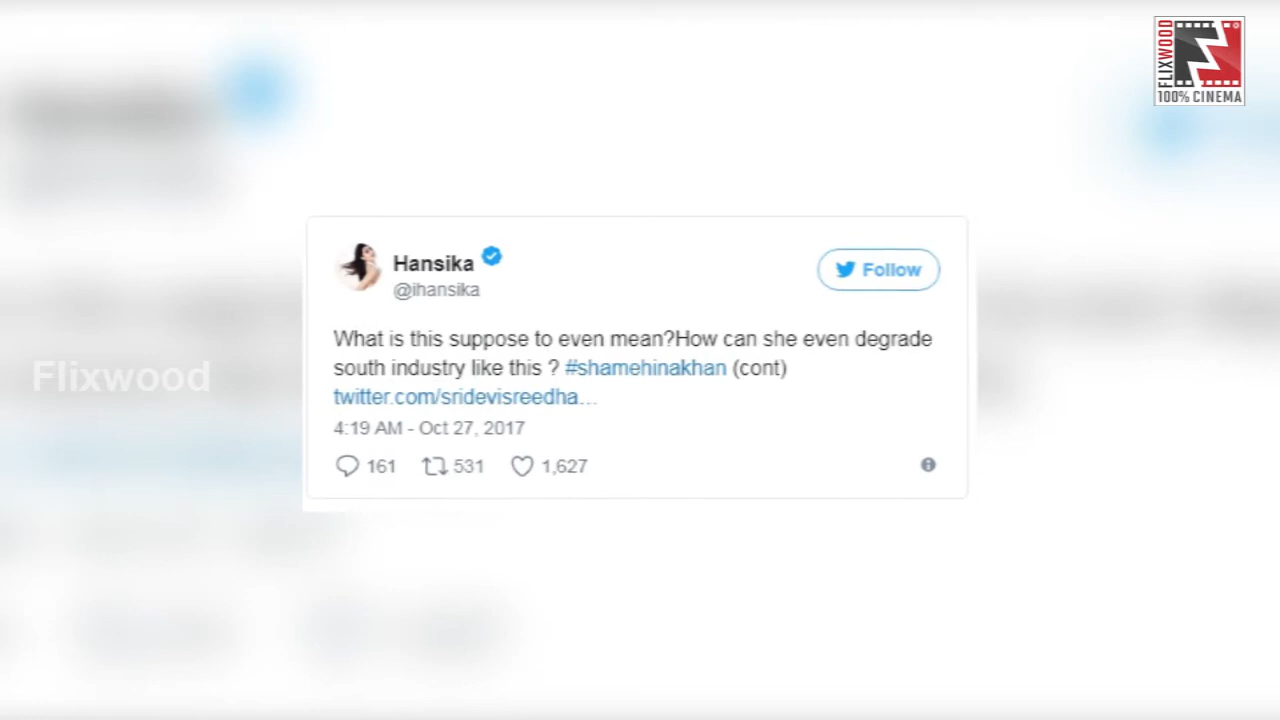 FLIXWOOD
100% CINEMA
Hansika
@ihansika
Follow
What is this suppose to even mean?How can she even degrade
south industry like this ? #shamehinakhan (cont)
twitter.com/sridevisreedha...
4:19 AM - Oct 27, 2017
161 531 1,627
Flixwood